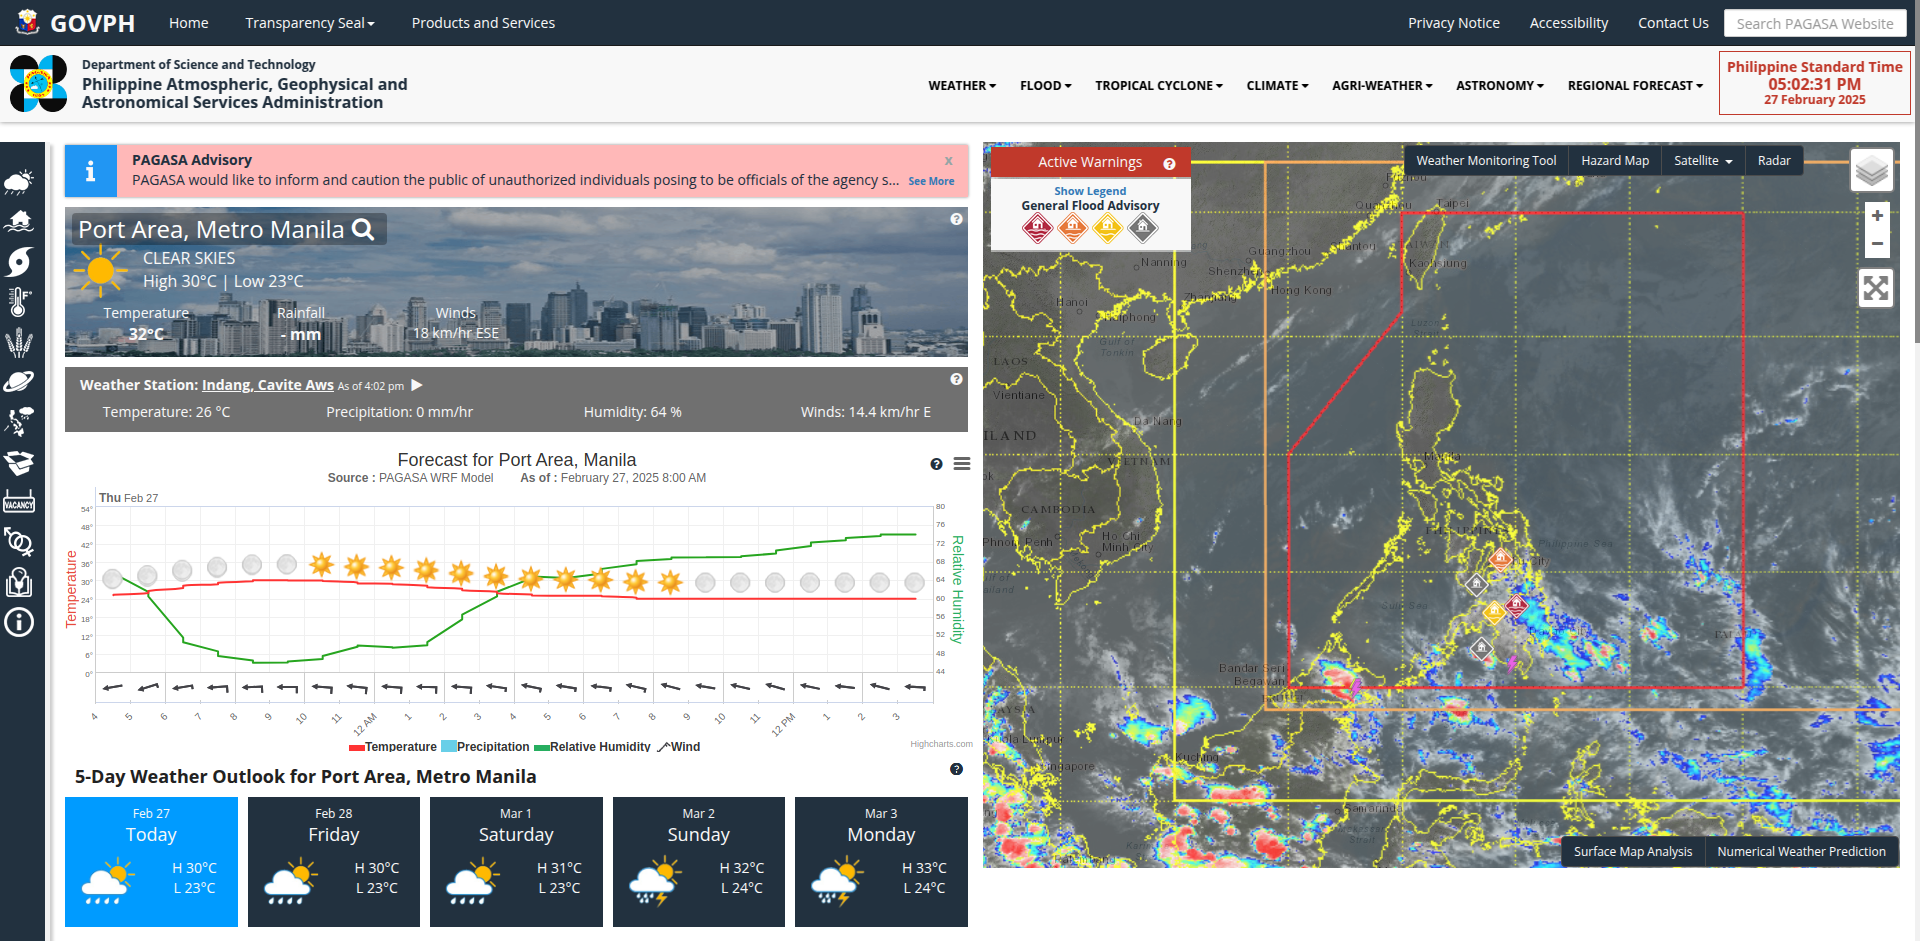 GOVPH
Home
Transparency Seal
Products and Services
Privacy Notice
Accessibility
Contact Us
Search PAGASA Website
Department of Science and Technology
Philippine Atmospheric, Geophysical and
Astronomical Services Administration
WEATHER
FLOOD
TROPICAL CYCLONE
CLIMATE
AGRI-WEATHER
ASTRONOMY
REGIONAL FORECAST
Philippine Standard Time
05:02:31 PM
27 February 2025
VACANCY
PAGASA Advisory
x
PAGASA would like to inform and caution the public of unauthorized individuals posing to be officials of the agency s... See More
Port Area, Metro Manila
CLEAR SKIES
High 30°C | Low 23°C
Temperature
Rainfall
Winds
32°C
- mm
18 km/hr ESE
Weather Station: Indang, Cavite Aws As of 4:02 pm
Temperature: 26 °C
Precipitation: 0 mm/hr
Humidity: 64 %
Winds: 14.4 km/hr E
Forecast for Port Area, Manila
Source : PAGASA WRF Model As of : February 27, 2025 8:00 AM
Thu Feb 27
Temperature
54°
48°
42°
36°
30°
24°
18°
12°
6°
0°
80
76
72
68
64
60
56
52
48
44
Relative Humidity
4
5
6
7
8
9
10
11
12 AM
1
2
3
4
5
6
7
8
9
10
11
12 PM
1
2
3
Temperature
Precipitation
Relative Humidity
Wind
Highcharts.com
5-Day Weather Outlook for Port Area, Metro Manila
Feb 27
Today
H 30°C
L 23°C
Feb 28
Friday
H 30°C
L 23°C
Mar 1
Saturday
H 31°C
L 23°C
Mar 2
Sunday
H 32°C
L 24°C
Mar 3
Monday
H 33°C
L 24°C
Active Warnings
Show Legend
General Flood Advisory
Weather Monitoring Tool
Hazard Map
Satellite
Radar
+
−
Taipei
Guangzhou
Nanning
Shenzhen
Kaohsiung
Hong Kong
Hanoi
Haiphong
Gulf of
Tonkin
Luzon
LAOS
Vientiane
Da Nang
ILAND
VIETNAM
Manila
CAMBODIA
Phnom Penh
Ho Chi
Minh City
Philippine Sea
Sulu Sea
Bandar Seri
Begawan
Kuching
Samarinda
Surface Map Analysis
Numerical Weather Prediction